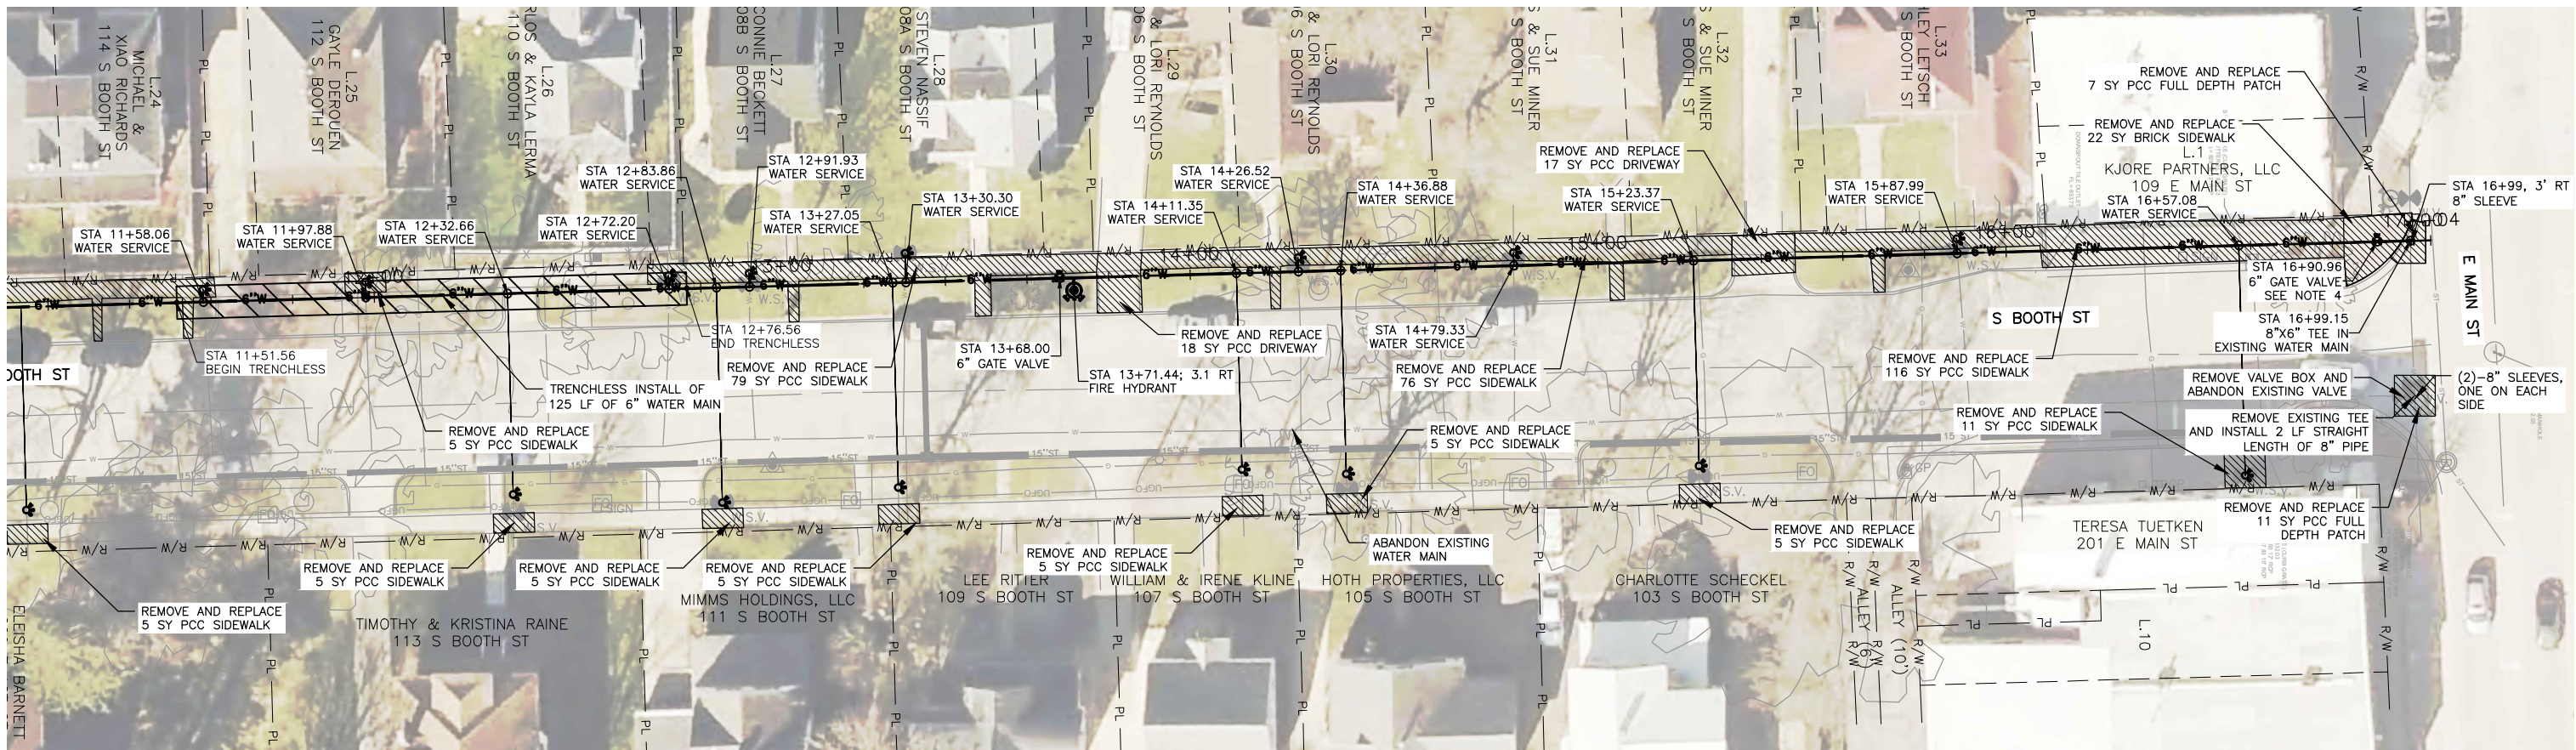 L.24
MICHAEL &
XIAO RICHARDS
114 S BOOTH ST
L.25
GAYLE DEROUEN
112 S BOOTH ST
L.26
RLOS & KAYLA LERMA
110 S BOOTH ST
L.27
CONNIE BECKETT
08B S BOOTH ST
L.28
STEVEN NASSIF
08A S BOOTH ST
L.29
& LORI REYNOLDS
06 S BOOTH ST
L.30
& LORI REYNOLDS
06 S BOOTH ST
L.31
S & SUE MINER
S BOOTH ST
L.32
S & SUE MINER
S BOOTH ST
L.33
HLEY LETSCH
S BOOTH ST
L.1
KJORE PARTNERS, LLC
109 E MAIN ST
REMOVE AND REPLACE
7 SY PCC FULL DEPTH PATCH
REMOVE AND REPLACE
22 SY BRICK SIDEWALK
STA 11+58.06
WATER SERVICE
STA 11+97.88
WATER SERVICE
STA 12+32.66
WATER SERVICE
STA 12+72.20
WATER SERVICE
STA 12+83.86
WATER SERVICE
STA 12+91.93
WATER SERVICE
STA 13+27.05
WATER SERVICE
STA 13+30.30
WATER SERVICE
STA 14+11.35
WATER SERVICE
STA 14+26.52
WATER SERVICE
STA 14+36.88
WATER SERVICE
REMOVE AND REPLACE
17 SY PCC DRIVEWAY
STA 15+23.37
WATER SERVICE
STA 15+87.99
WATER SERVICE
STA 16+57.08
WATER SERVICE
STA 16+99, 3' RT
8" SLEEVE
14+00
STA 11+51.56
BEGIN TRENCHLESS
TRENCHLESS INSTALL OF
125 LF OF 6" WATER MAIN
REMOVE AND REPLACE
5 SY PCC SIDEWALK
STA 12+76.56
END TRENCHLESS
REMOVE AND REPLACE
79 SY PCC SIDEWALK
STA 13+68.00
6" GATE VALVE
STA 13+71.44; 3.1 RT
FIRE HYDRANT
REMOVE AND REPLACE
18 SY PCC DRIVEWAY
STA 14+79.33
WATER SERVICE
REMOVE AND REPLACE
76 SY PCC SIDEWALK
S BOOTH ST
REMOVE AND REPLACE
116 SY PCC SIDEWALK
STA 16+90.96
6" GATE VALVE
SEE NOTE 4
STA 16+99.15
8"X6" TEE IN
EXISTING WATER MAIN
E MAIN ST
OOTH ST
REMOVE VALVE BOX AND
ABANDON EXISTING VALVE
(2)-8" SLEEVES,
ONE ON EACH
SIDE
REMOVE EXISTING TEE
AND INSTALL 2 LF STRAIGHT
LENGTH OF 8" PIPE
REMOVE AND REPLACE
11 SY PCC SIDEWALK
REMOVE AND REPLACE
5 SY PCC SIDEWALK
REMOVE AND REPLACE
11 SY PCC FULL
DEPTH PATCH
ABANDON EXISTING
WATER MAIN
REMOVE AND REPLACE
5 SY PCC SIDEWALK
REMOVE AND REPLACE
5 SY PCC SIDEWALK
REMOVE AND REPLACE
5 SY PCC SIDEWALK
REMOVE AND REPLACE
5 SY PCC SIDEWALK
REMOVE AND REPLACE
5 SY PCC SIDEWALK
REMOVE AND REPLACE
5 SY PCC SIDEWALK
ELEISHA BARNETT
TIMOTHY & KRISTINA RAINE
113 S BOOTH ST
MIMMS HOLDINGS, LLC
111 S BOOTH ST
LEE RITTER
109 S BOOTH ST
WILLIAM & IRENE KLINE
107 S BOOTH ST
HOTH PROPERTIES, LLC
105 S BOOTH ST
CHARLOTTE SCHECKEL
103 S BOOTH ST
TERESA TUETKEN
201 E MAIN ST
ALLEY (6')
ALLEY (10')
L.10